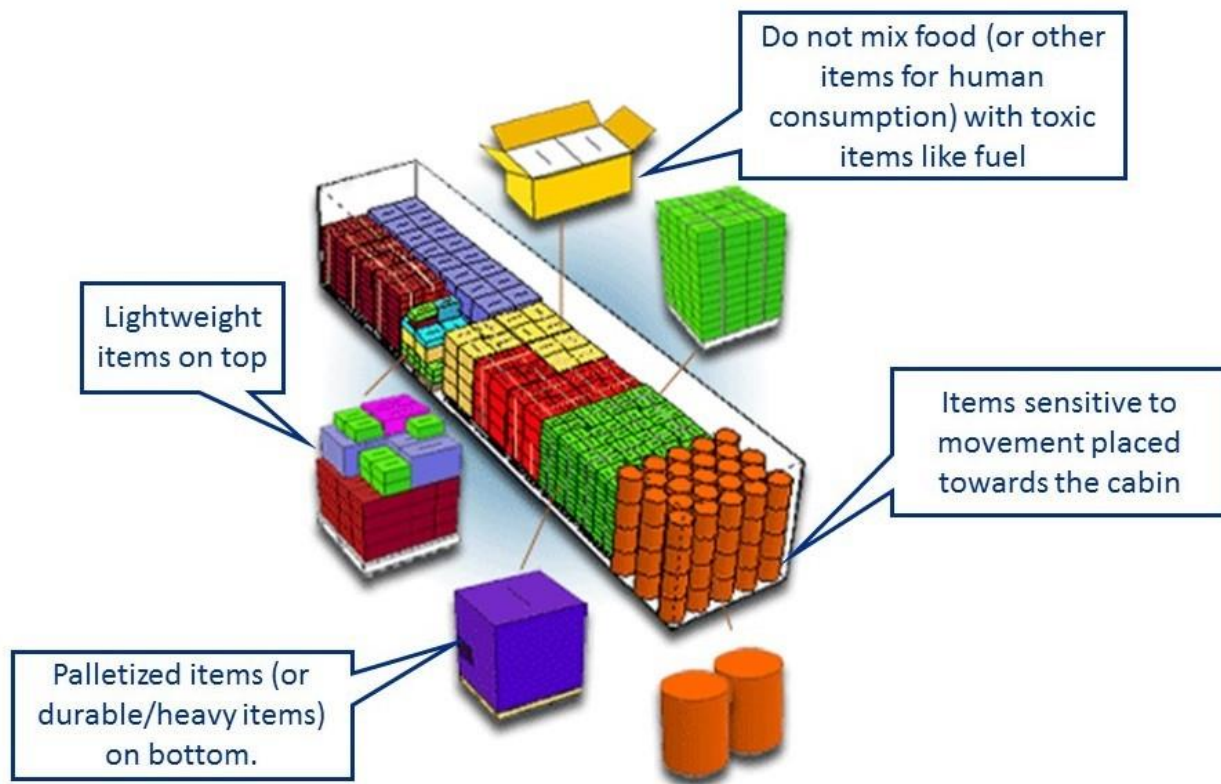 Do not mix food (or other
items for human
consumption) with toxic
items like fuel
Lightweight
items on top
Items sensitive to
movement placed
towards the cabin
Palletized items (or
durable/heavy items)
on bottom.